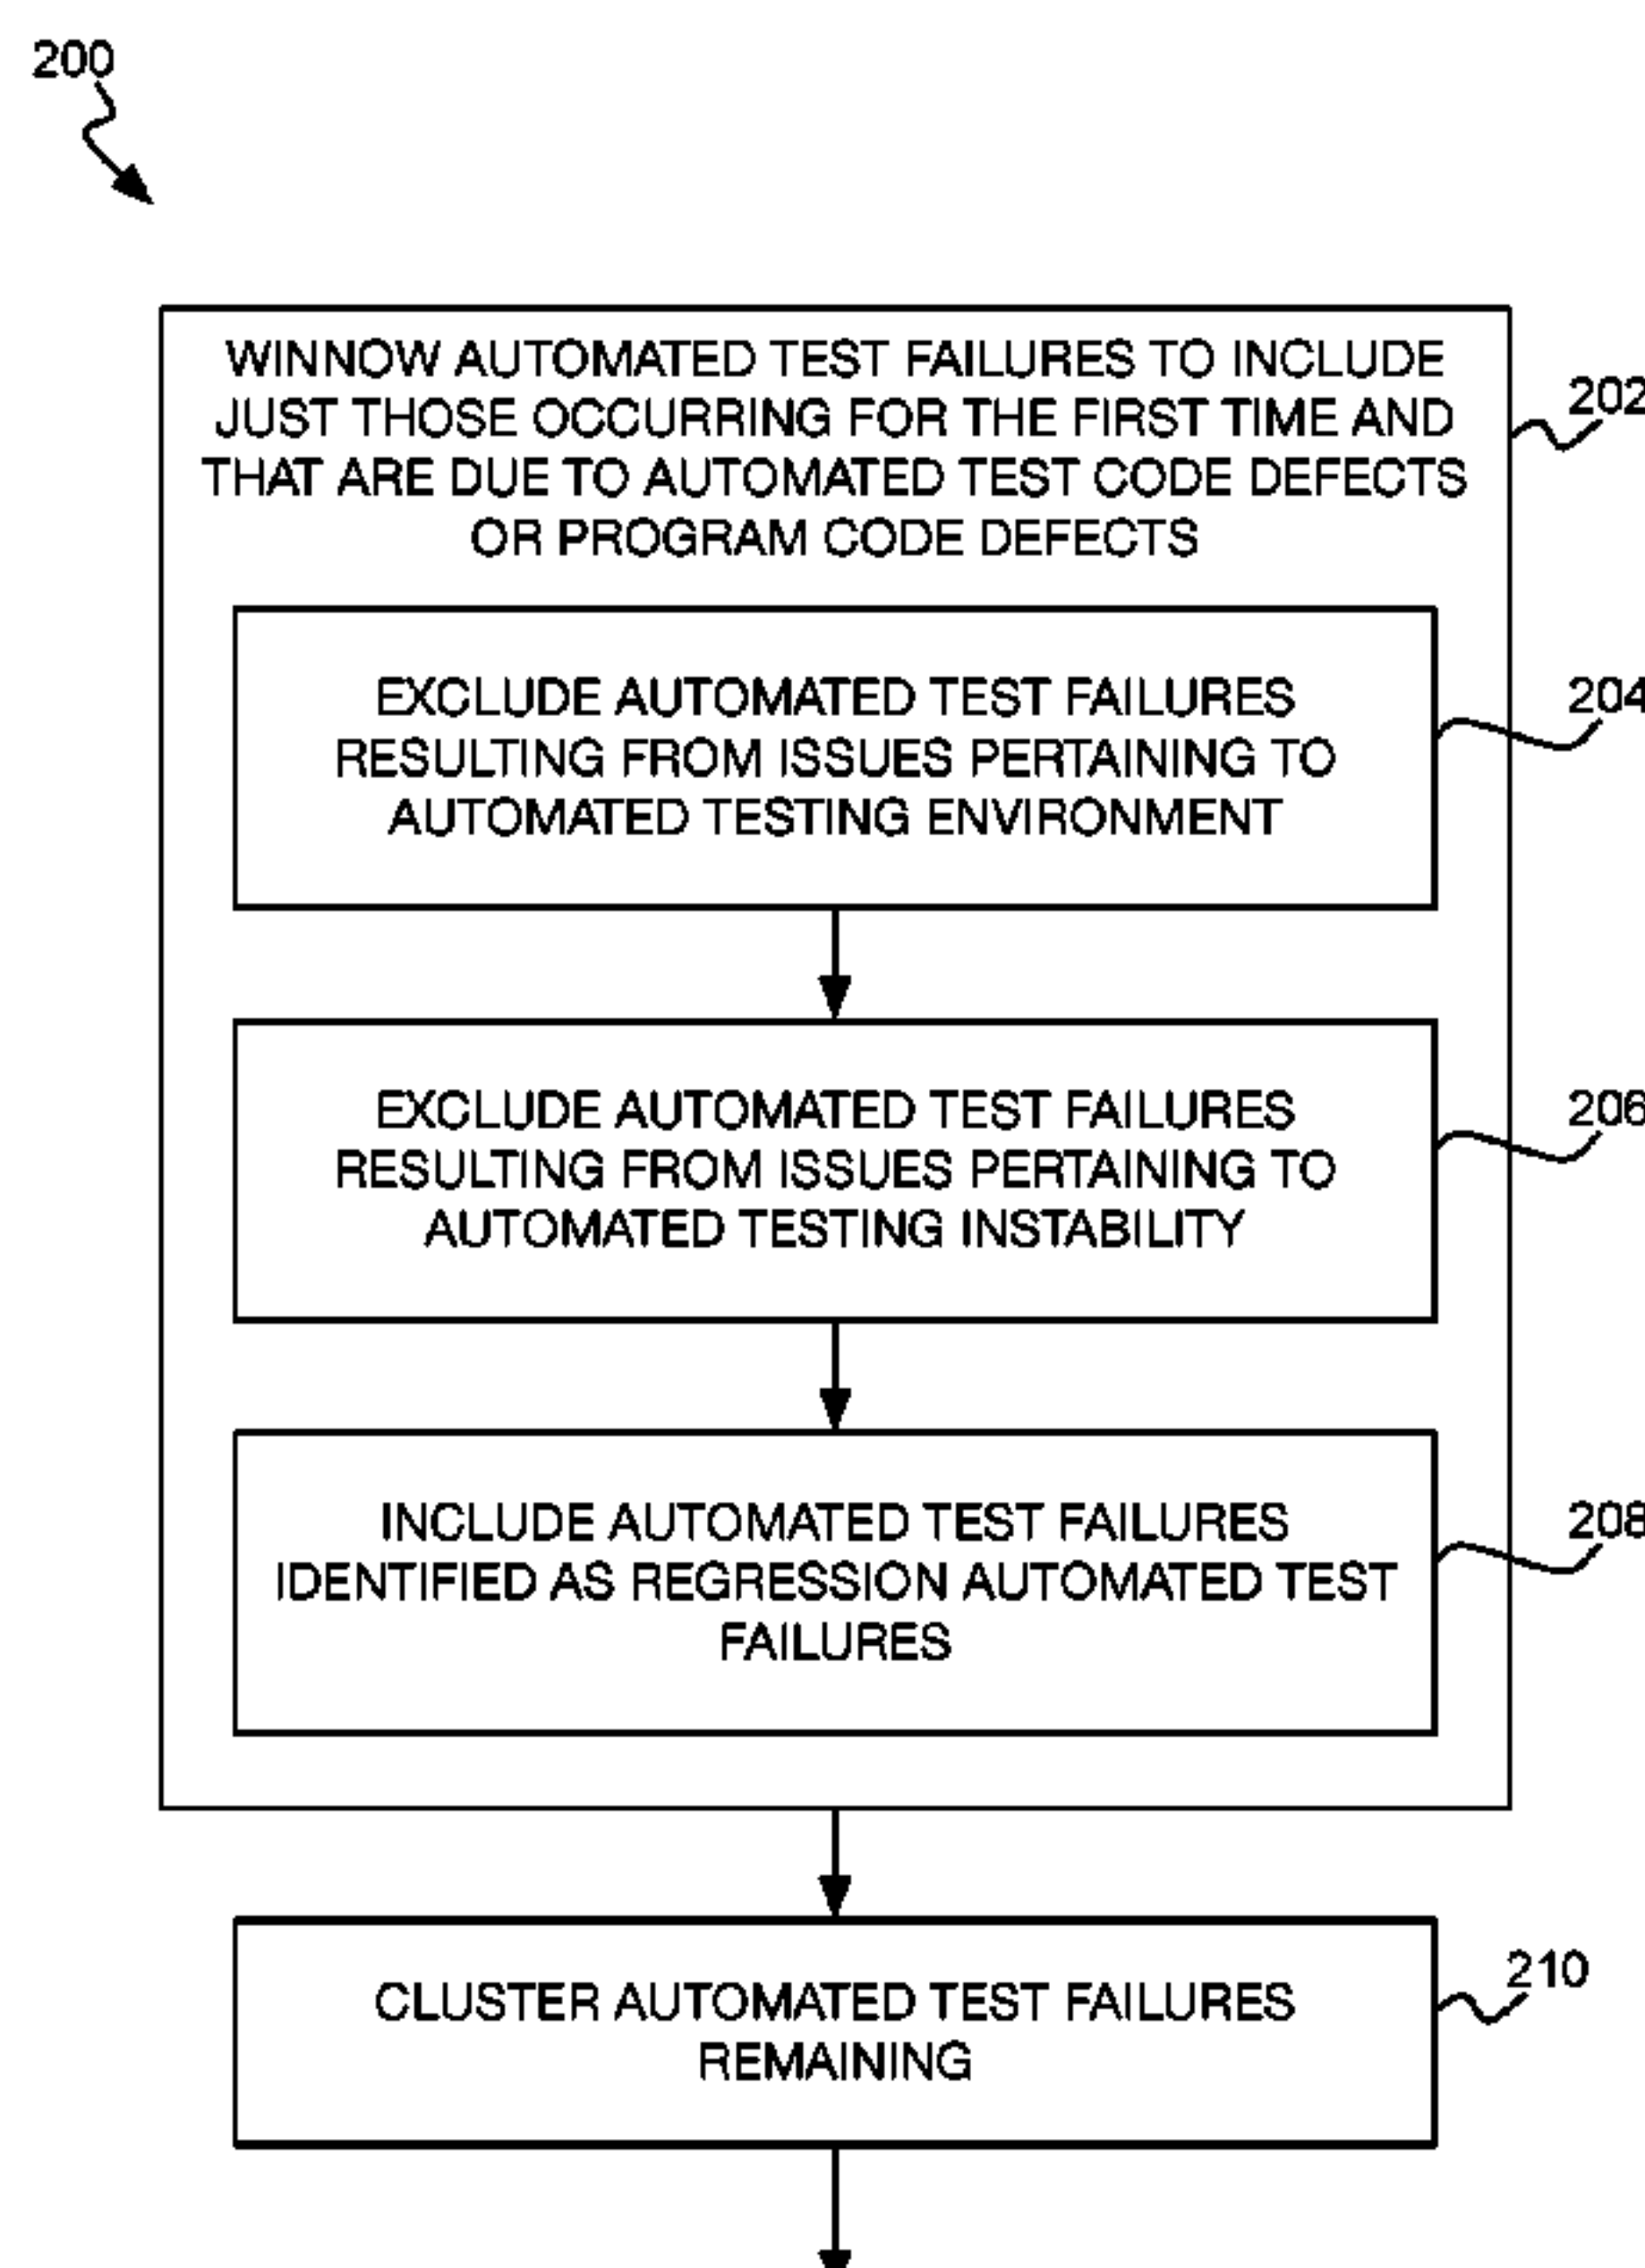 200
WINNOW AUTOMATED TEST FAILURES TO INCLUDE
JUST THOSE OCCURRING FOR THE FIRST TIME AND
THAT ARE DUE TO AUTOMATED TEST CODE DEFECTS
OR PROGRAM CODE DEFECTS
202
EXCLUDE AUTOMATED TEST FAILURES
RESULTING FROM ISSUES PERTAINING TO
AUTOMATED TESTING ENVIRONMENT
204
EXCLUDE AUTOMATED TEST FAILURES
RESULTING FROM ISSUES PERTAINING TO
AUTOMATED TESTING INSTABILITY
206
INCLUDE AUTOMATED TEST FAILURES
IDENTIFIED AS REGRESSION AUTOMATED TEST
FAILURES
208
CLUSTER AUTOMATED TEST FAILURES
REMAINING
210